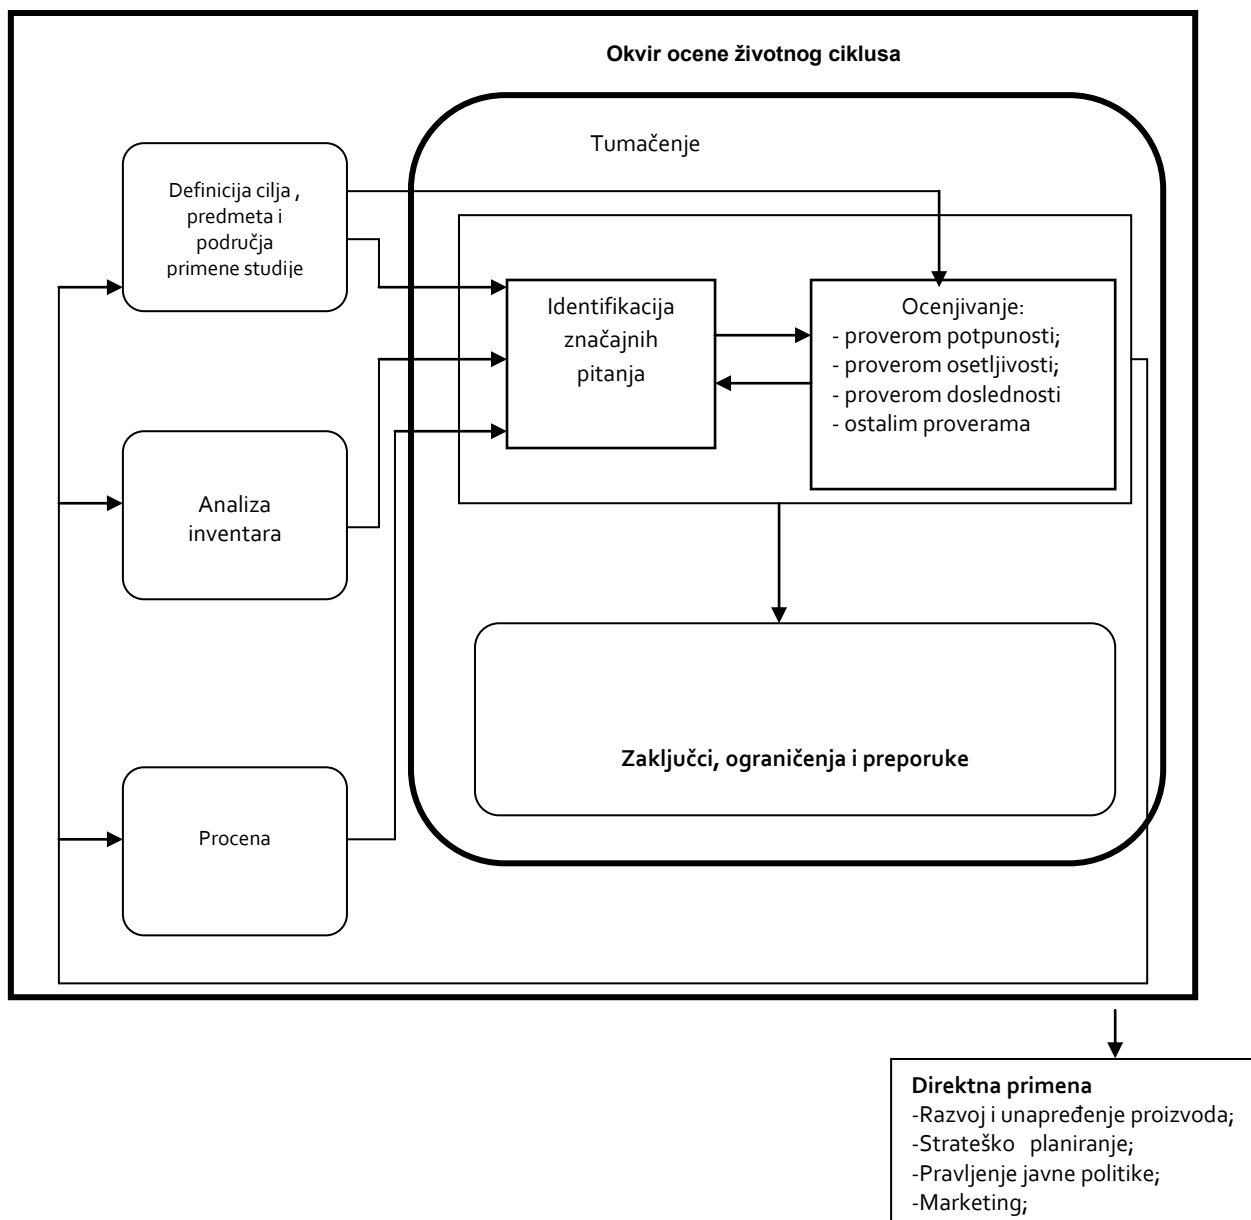 Okvir ocene životnog ciklusa
Tumačenje
Definicija cilja ,
predmeta i
područja
primene studije
Identifikacija
značajnih
pitanja
Ocenjivanje:
- proverom potpunosti;
- proverom osetljivosti;
- proverom doslednosti
- ostalim proverama
Analiza
inventara
Zaključci, ograničenja i preporuke
Procena
Direktna primena
-Razvoj i unapređenje proizvoda;
-Strateško planiranje;
-Pravljenje javne politike;
-Marketing;